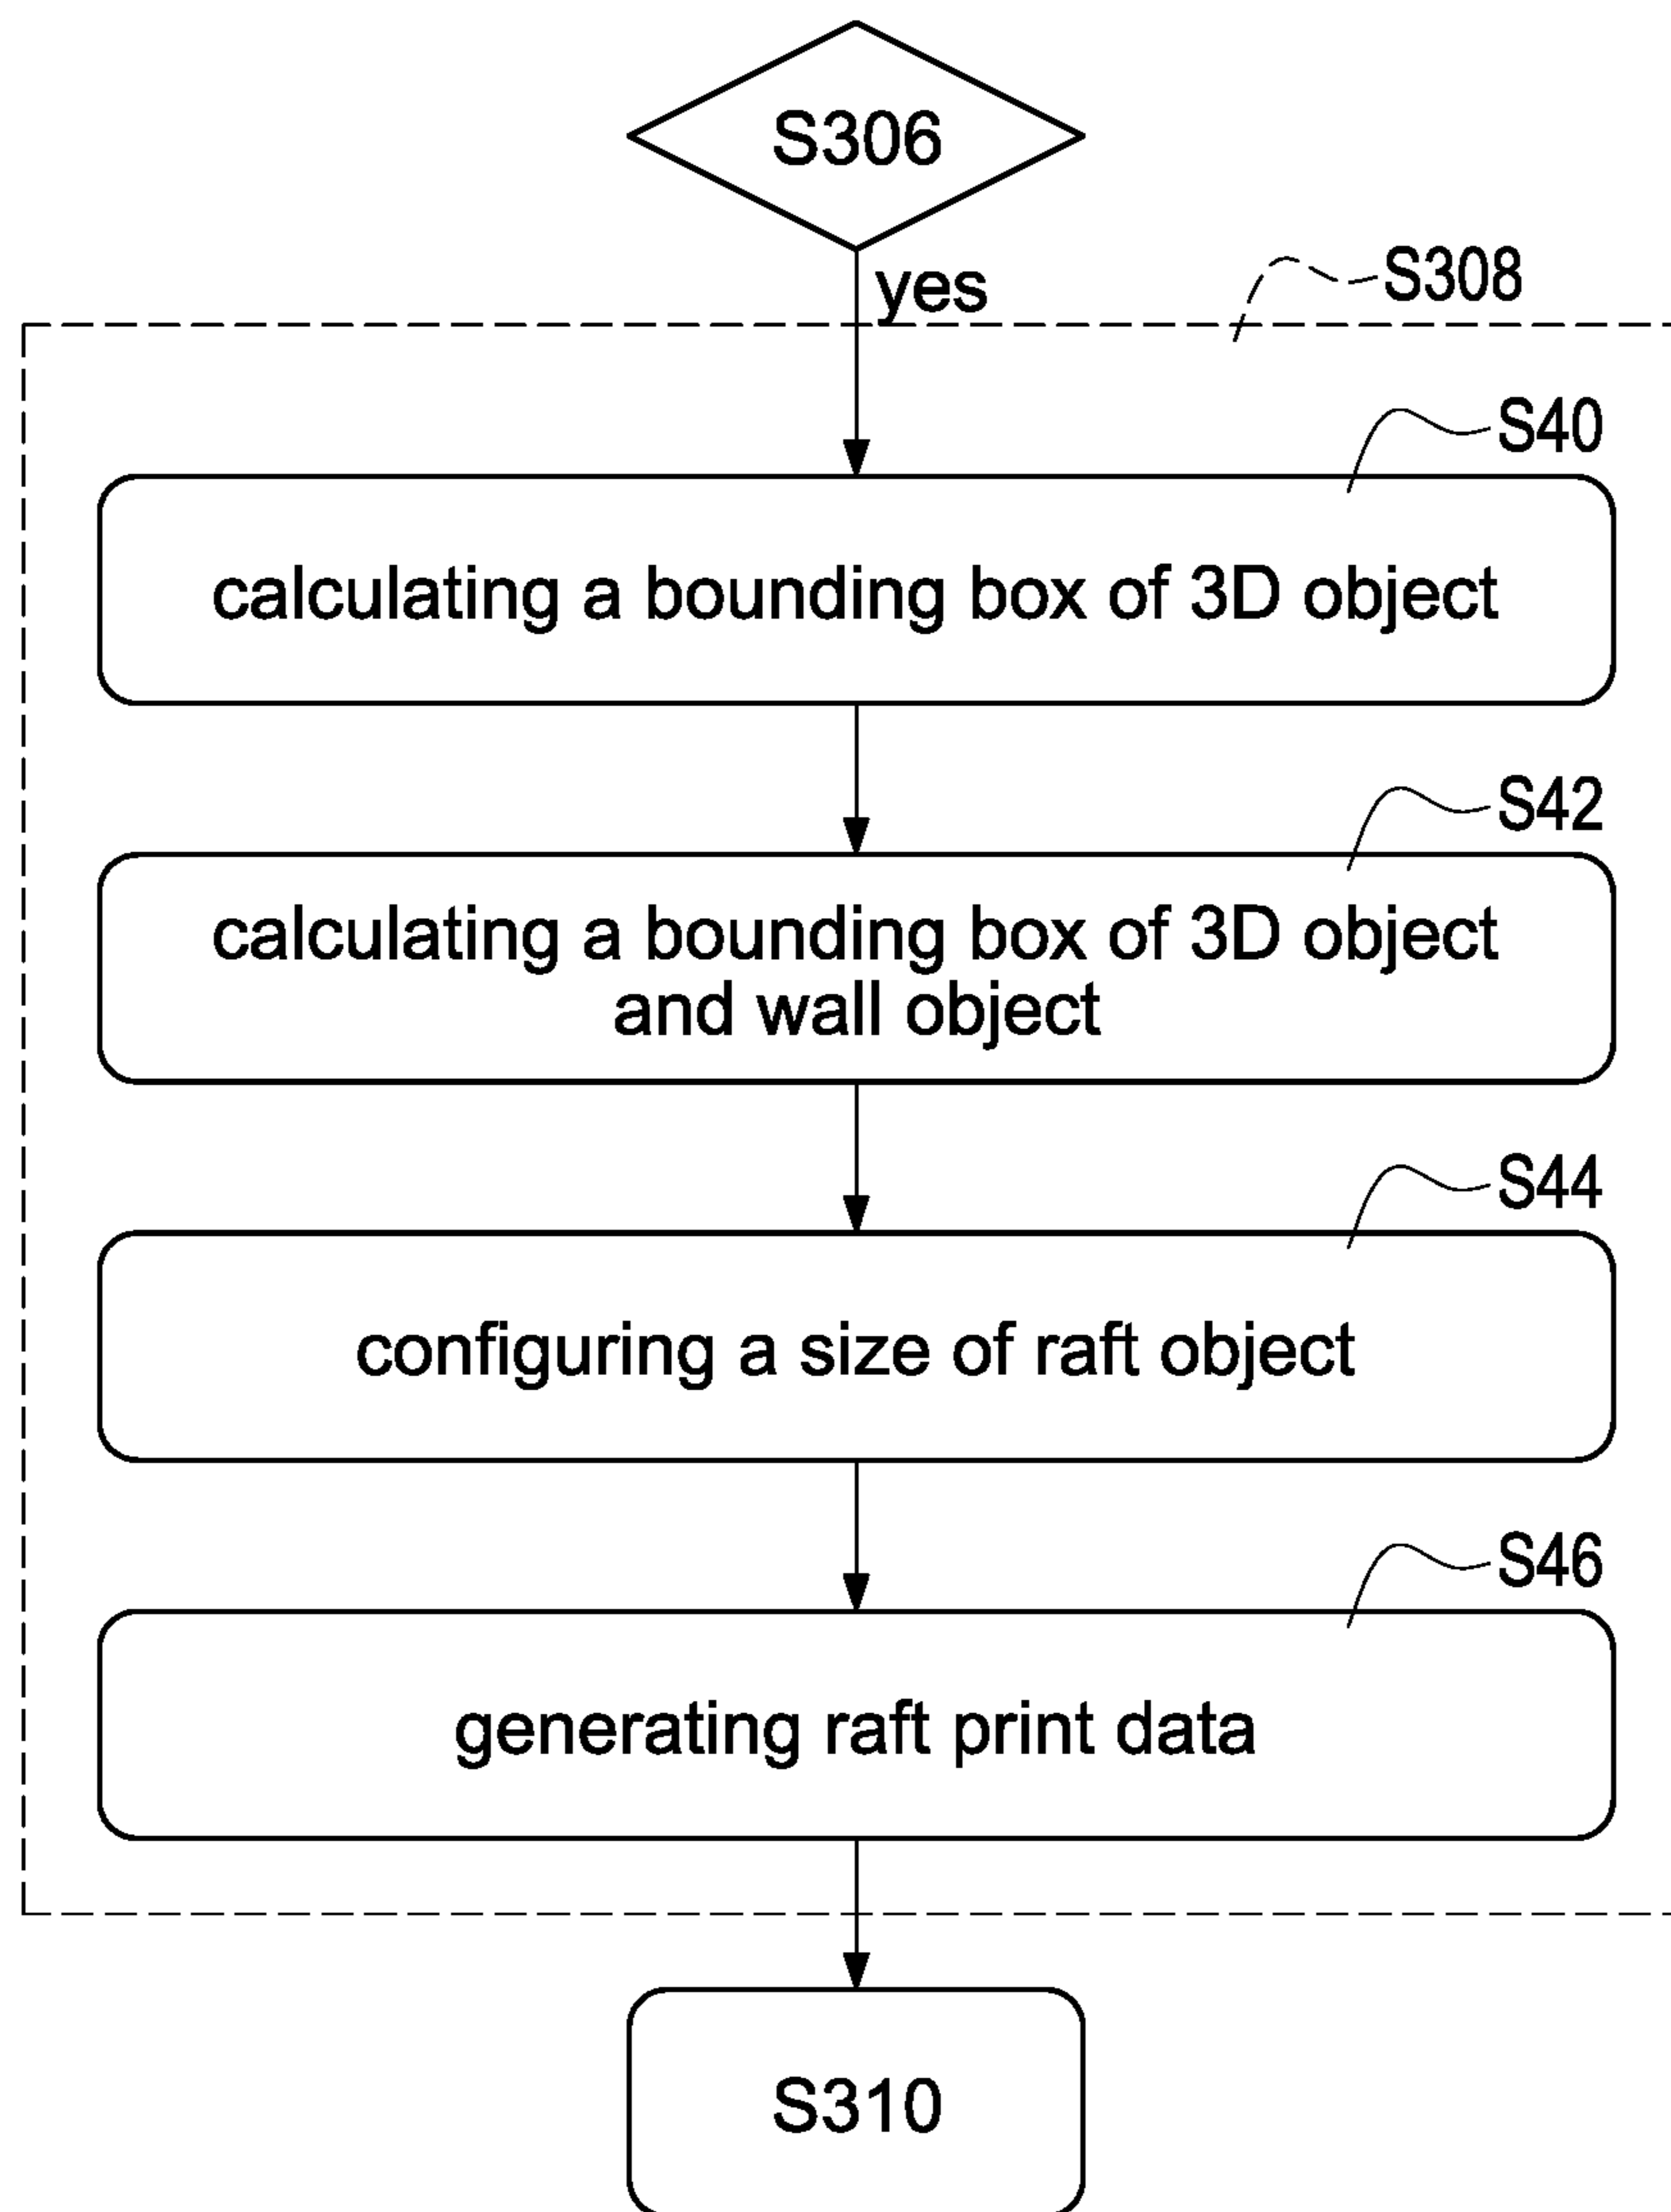 S306
yes
S308
S40
calculating a bounding box of 3D object
S42
calculating a bounding box of 3D object
and wall object
S44
configuring a size of raft object
S46
generating raft print data
S310